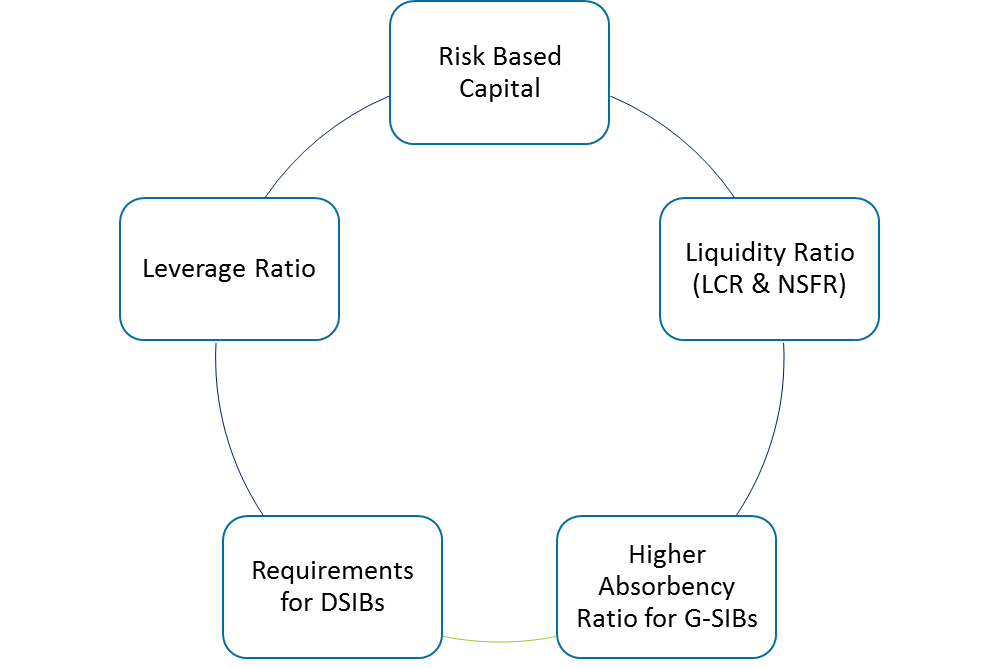 Risk Based
Capital
Leverage Ratio
Liquidity Ratio
(LCR & NSFR)
Requirements
for DSIBs
Higher
Absorbency
Ratio for G-SIBs